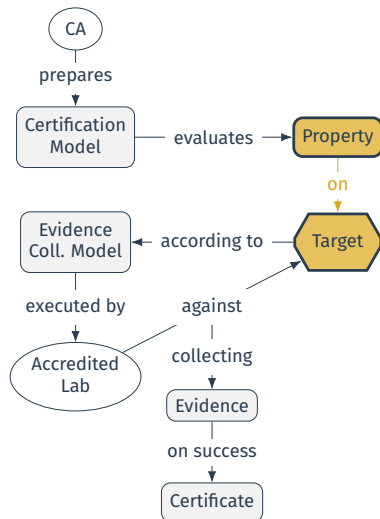 CA
prepares
Certification
Model
evaluates
Property
on
Target
according to
Evidence
Coll. Model
executed by
Accredited
Lab
against
collecting
Evidence
on success
Certificate